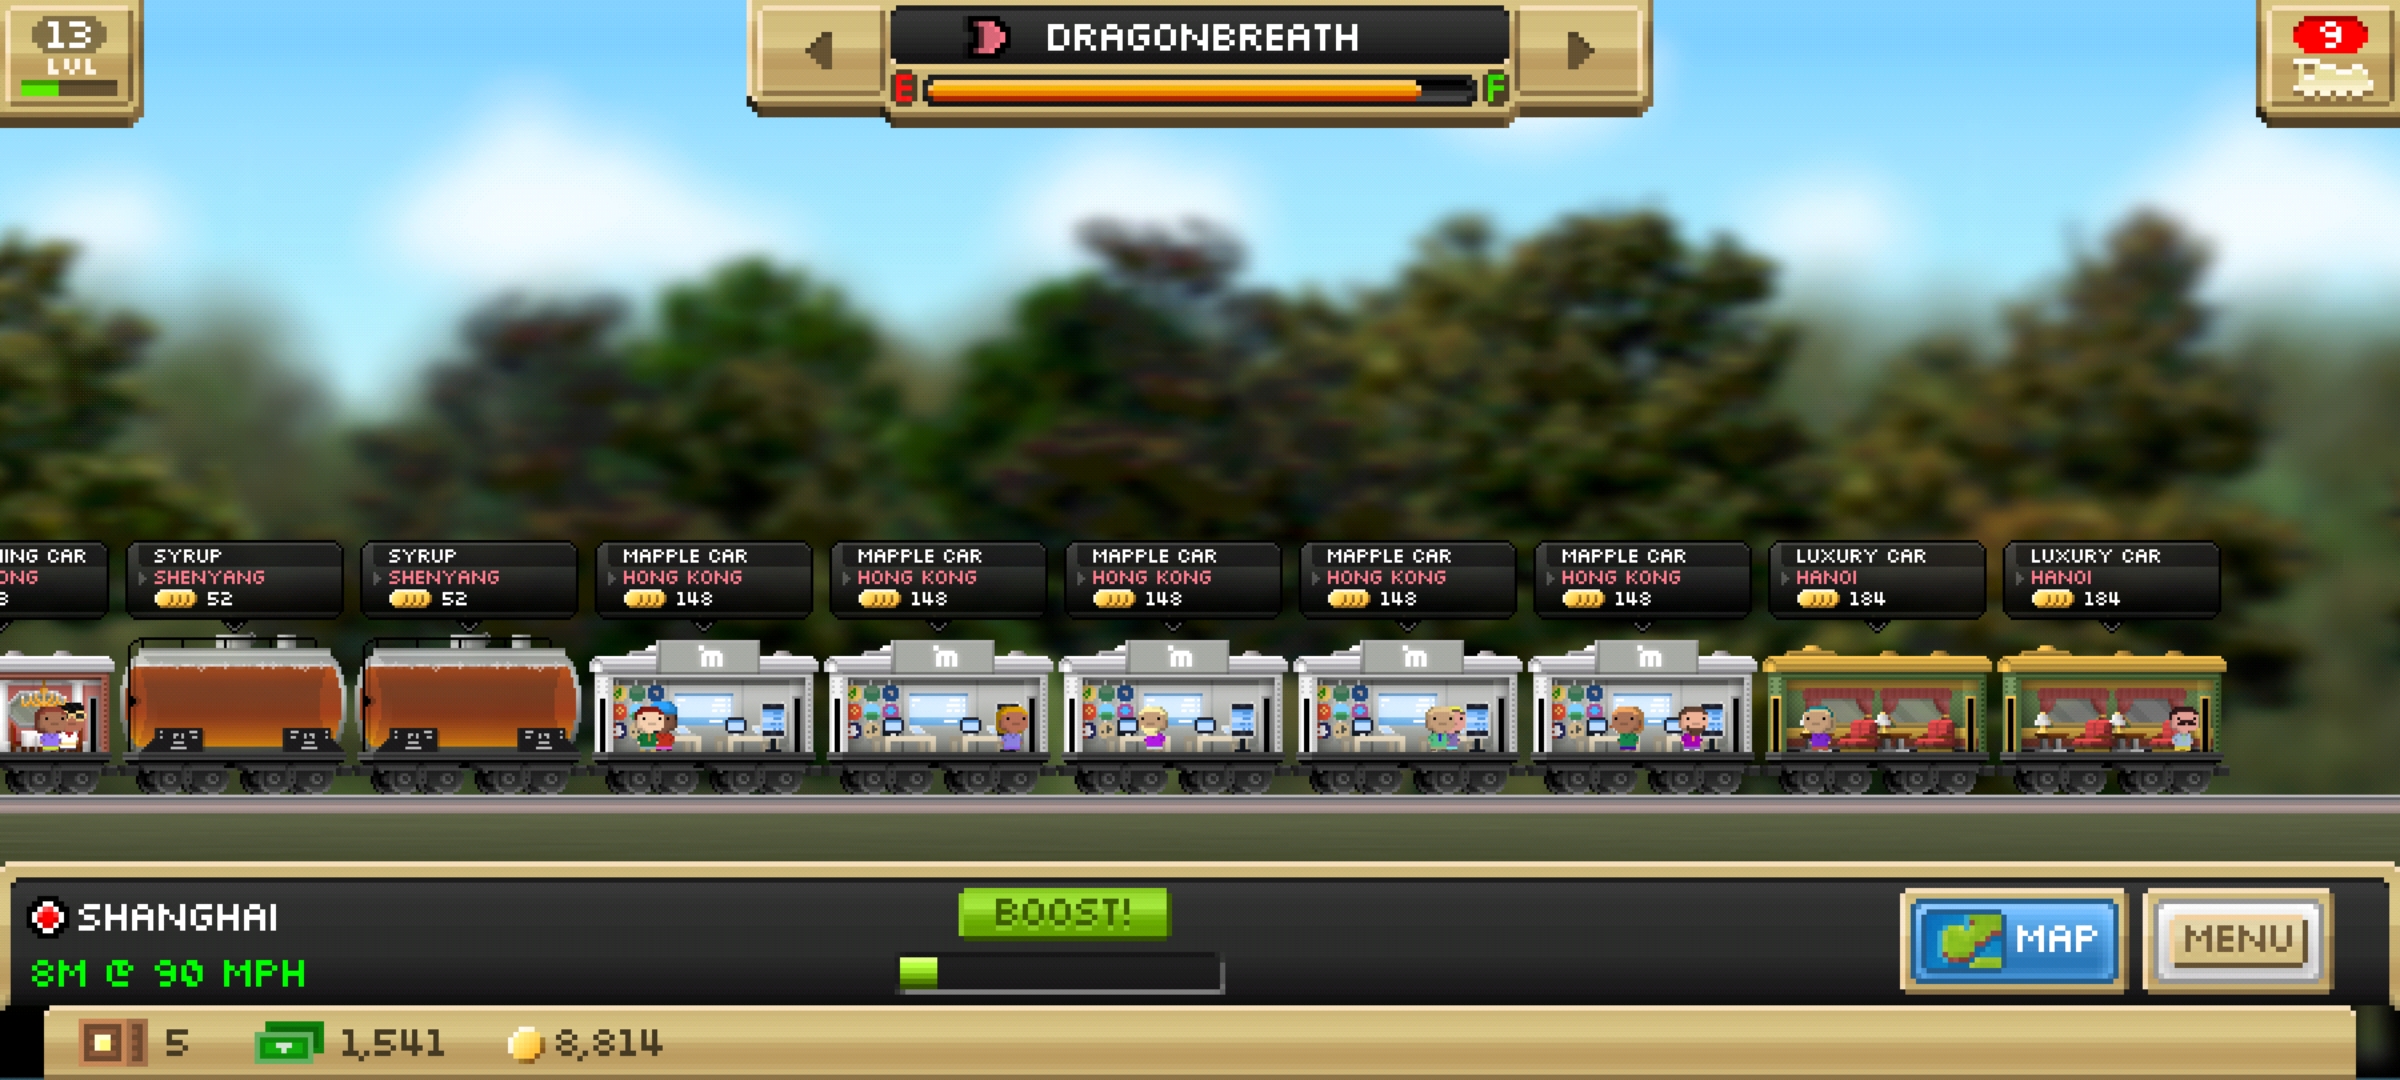 13
LVL
DRAGONBREATH
E
F
9
ING CAR
SYRUP
SHENYANG
52
SYRUP
SHENYANG
52
MAPPLE CAR
HONG KONG
148
MAPPLE CAR
HONG KONG
148
MAPPLE CAR
HONG KONG
148
MAPPLE CAR
HONG KONG
148
MAPPLE CAR
HONG KONG
148
LUXURY CAR
HANOI
184
LUXURY CAR
HANOI
184
m
m
m
m
m
SHANGHAI
8M @ 90 MPH
BOOST!
MAP
MENU
5
1,541
8,814